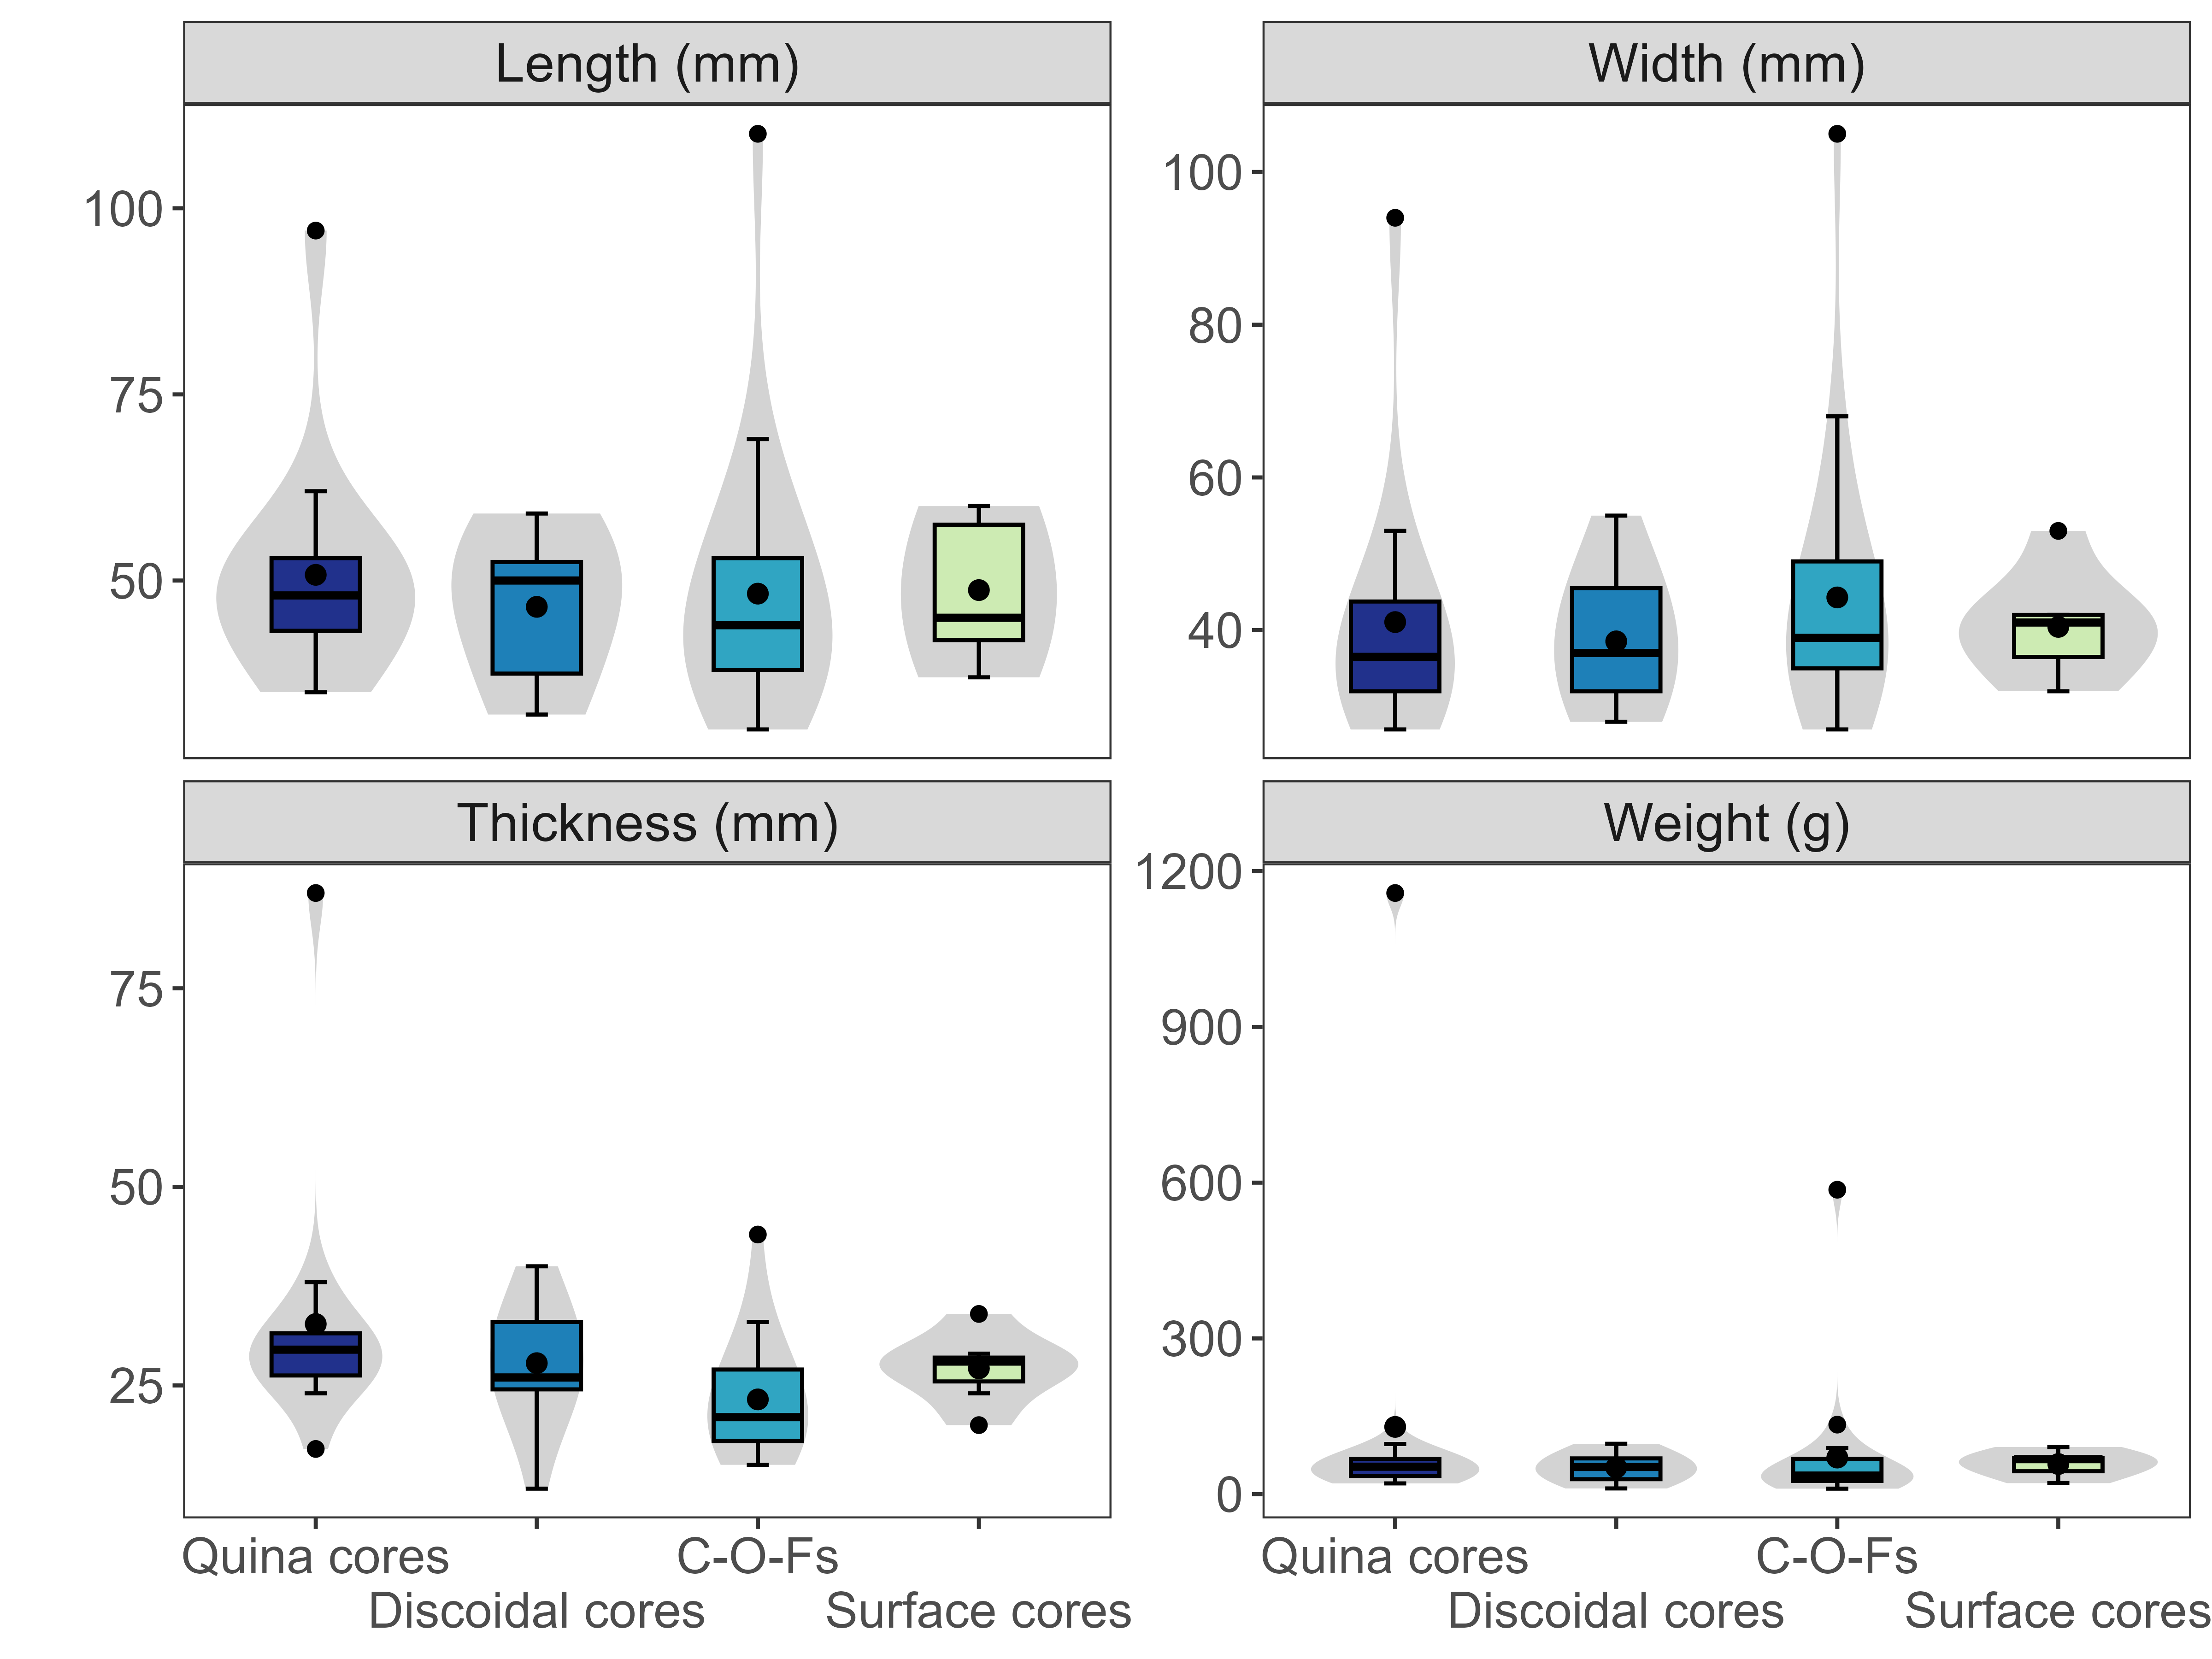 Length (mm)
100
75
50
Width (mm)
100
80
60
40
Thickness (mm)
75
50
25
Quina cores
Discoidal cores
C-O-Fs
Surface cores
Weight (g)
1200
900
600
300
0
Quina cores
Discoidal cores
C-O-Fs
Surface cores